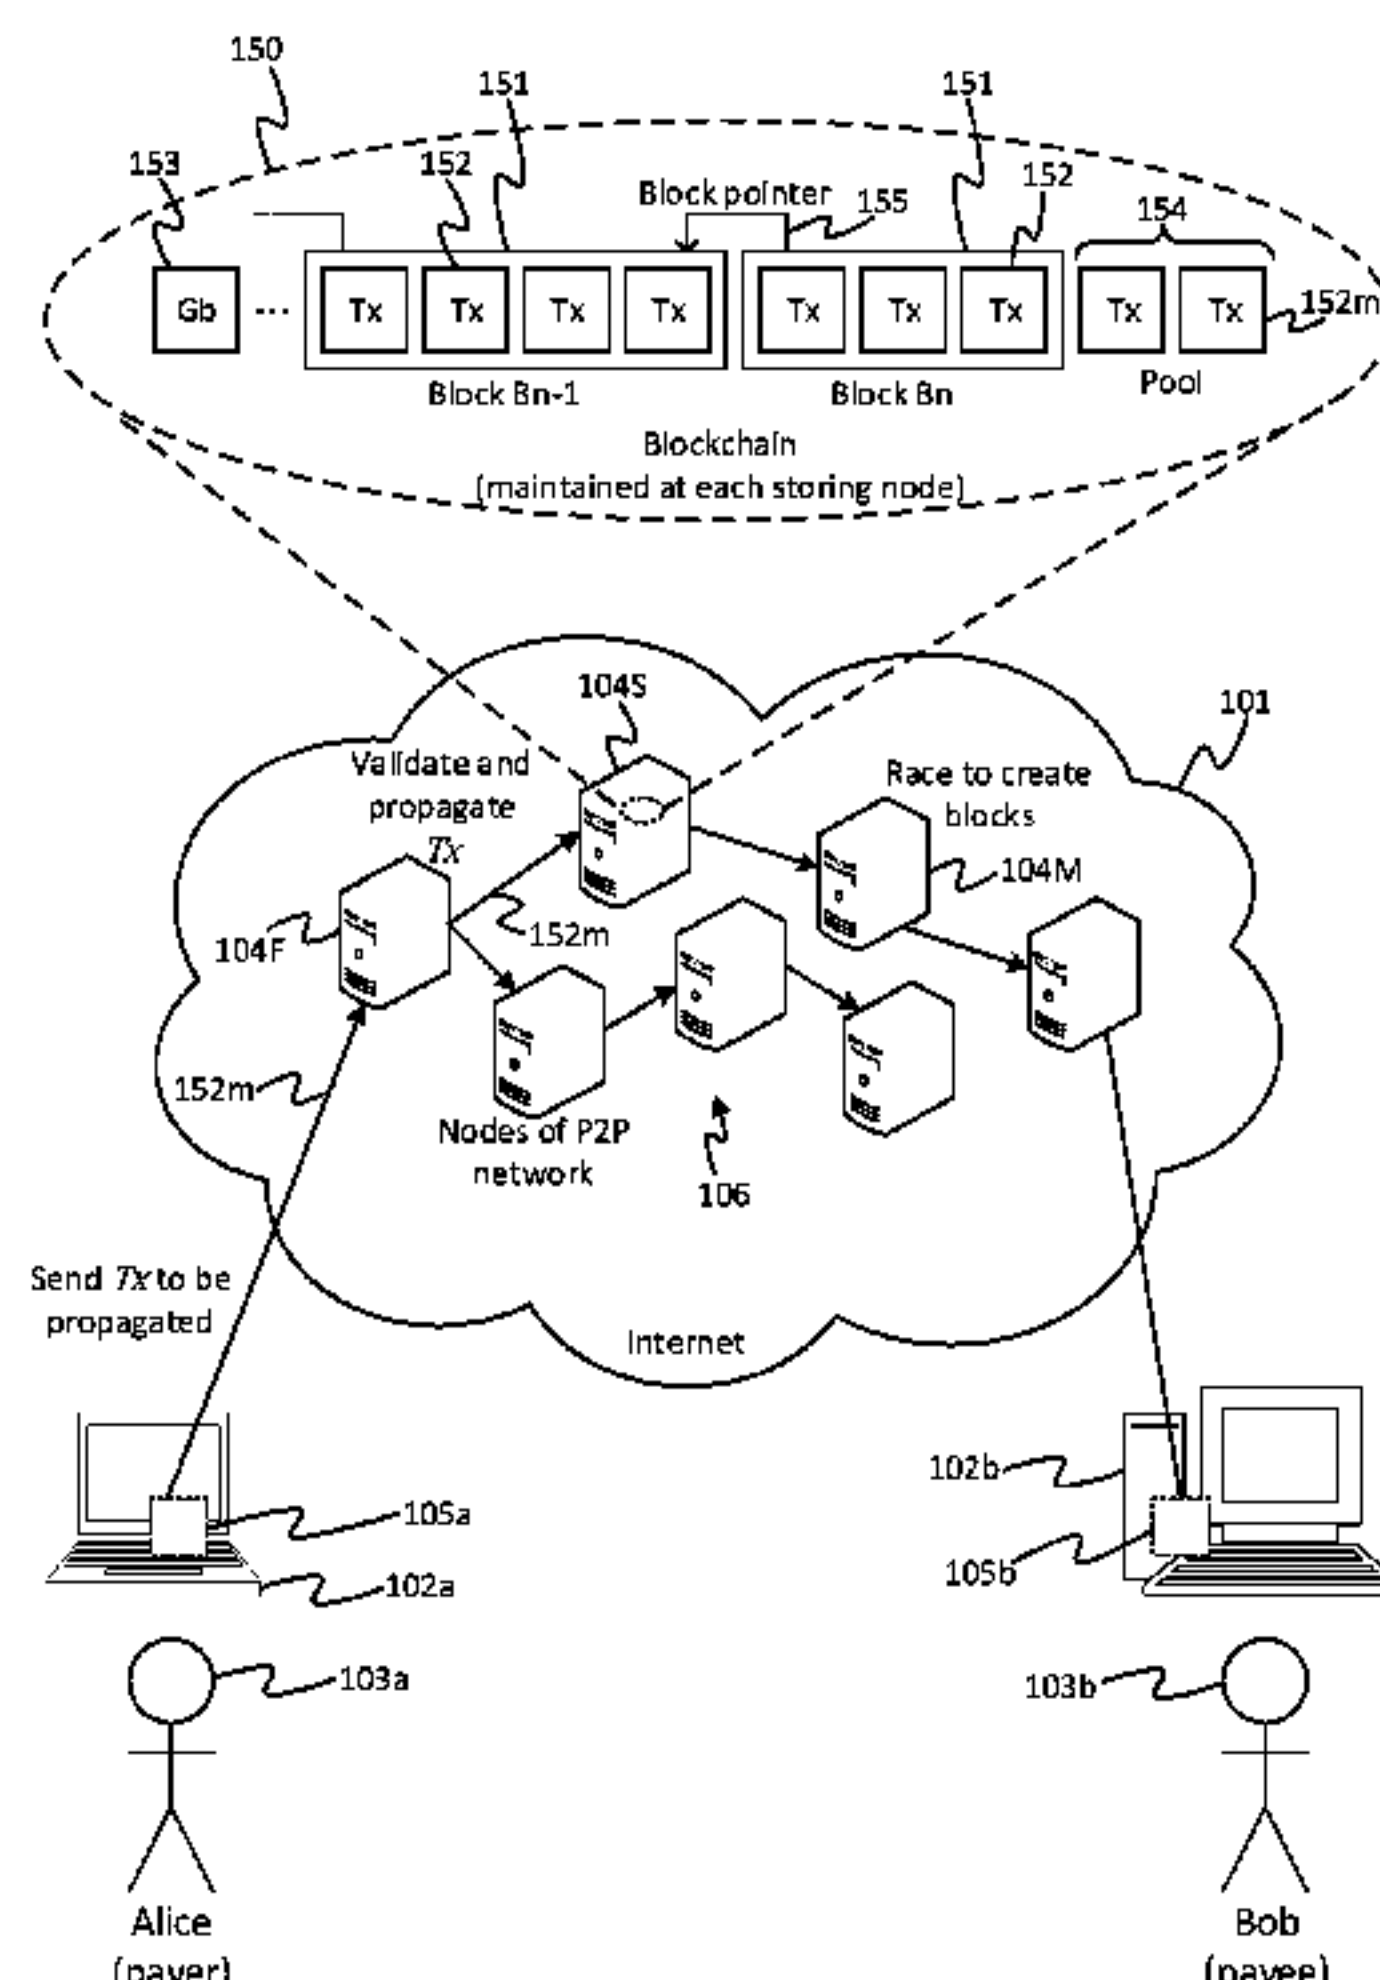 150
151
151
153
152
Block pointer
155
152
154
Gb
...
Tx
Tx
Tx
Tx
Tx
Tx
Tx
Tx
Tx
152m
Block Bn-1
Block Bn
Pool
Blockchain
(maintained at each storing node)
104S
101
Validate and
propagate
Tx
Race to create
blocks
104M
104F
152m
152m
Nodes of P2P
network
106
Send Tx to be
propagated
Internet
102b
105a
105b
102a
103a
103b
Alice
(payer)
Bob
(payee)